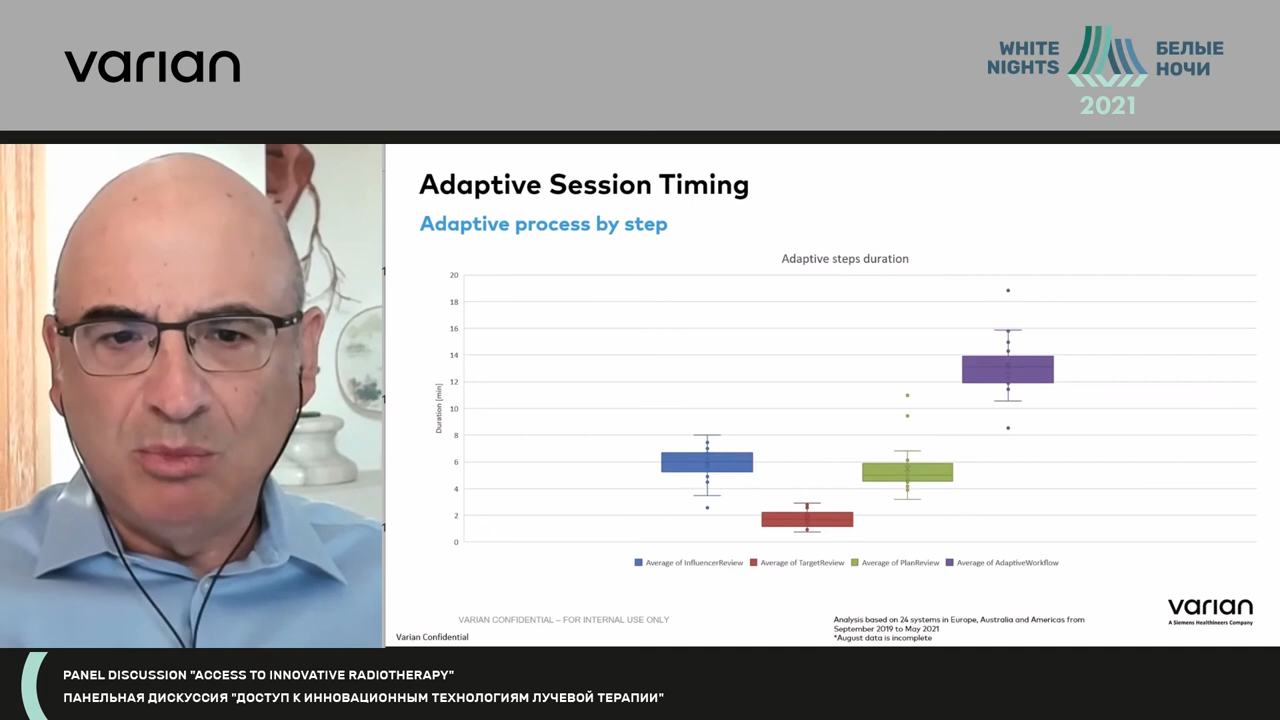 varian
WHITE
NIGHTS
БЕЛЫЕ
НОЧИ
2021
Adaptive Session Timing
Adaptive process by step
Adaptive steps duration
Duration [min]
20
18
16
14
12
10
8
6
4
2
0
Average of InfluencerReview
Average of TargetReview
Average of PlanReview
Average of AdaptiveWorkflow
VARIAN CONFIDENTIAL – FOR INTERNAL USE ONLY
Varian Confidential
Analysis based on 24 systems in Europe, Australia and Americas from
September 2019 to May 2021
*August data is incomplete
varian
A Siemens Healthineers Company
PANEL DISCUSSION "ACCESS TO INNOVATIVE RADIOTHERAPY"
ПАНЕЛЬНАЯ ДИСКУССИЯ "ДОСТУП К ИННОВАЦИОННЫМ ТЕХНОЛОГИЯМ ЛУЧЕВОЙ ТЕРАПИИ"